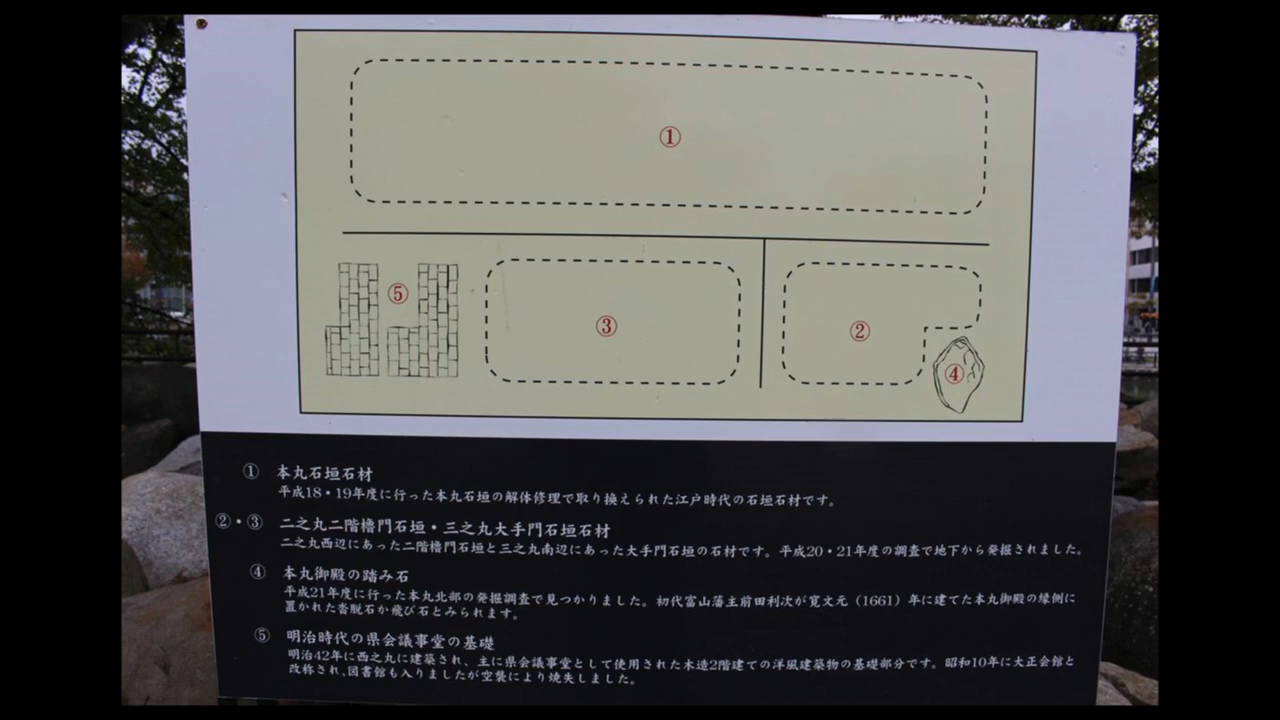 ①
⑤
③
②
④
① 本丸石垣石材
平成18・19年度に行った本丸石垣の解体修理で取り換えられた江戸時代の石垣石材です。
②・③ 二之丸二階櫓門石垣・三之丸大手門石垣石材
二之丸西辺にあった二階櫓門石垣と三之丸南辺にあった大手門石垣の石材です。平成20・21年度の調査で地下から発掘されました。
④ 本丸御殿の踏み石
平成21年度に行った本丸北部の発掘調査で見つかりました。初代富山藩主前田利次が寛文元（1661）年に建てた本丸御殿の縁側に
置かれた沓脱石か飛び石とみられます。
⑤ 明治時代の県会議事堂の基礎
明治42年に西之丸に建築され、主に県会議事堂として使用された木造2階建ての洋風建築物の基礎部分です。昭和10年に大正会館と
改称され、図書館も入りましたが空襲により焼失しました。